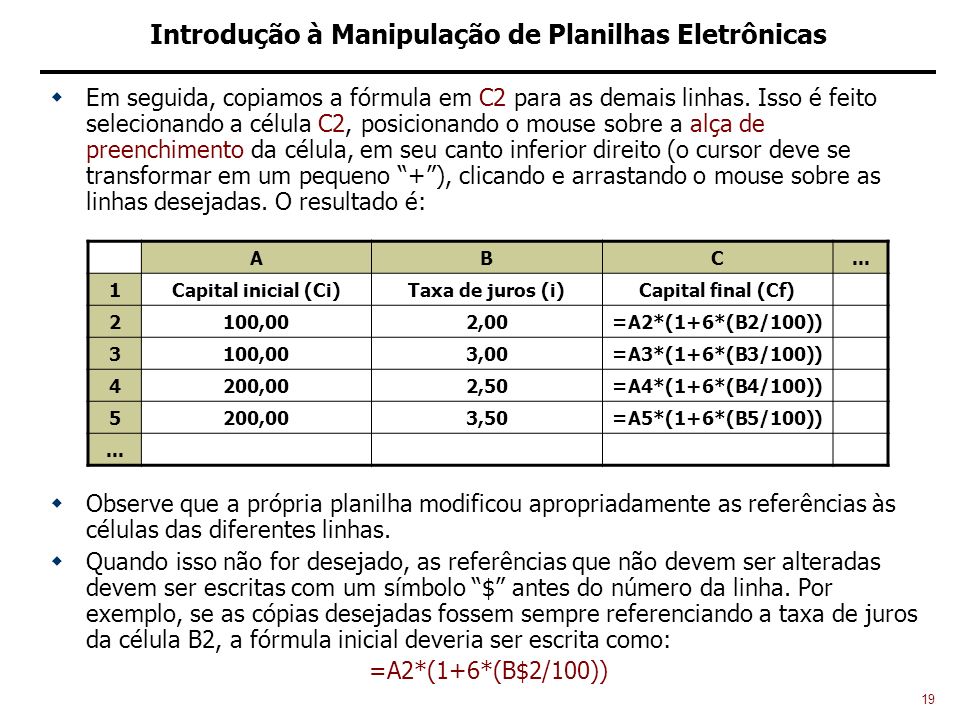 Introdução à Manipulação de Planilhas Eletrônicas
Em seguida, copiamos a fórmula em C2 para as demais linhas. Isso é feito
selecionando a célula C2, posicionando o mouse sobre a alça de
preenchimento da célula, em seu canto inferior direito (o cursor deve se
transformar em um pequeno “+”), clicando e arrastando o mouse sobre as
linhas desejadas. O resultado é:
A B C ...
1 Capital inicial (Ci) Taxa de juros (i) Capital final (Cf)
2 100,00 2,00 =A2*(1+6*(B2/100))
3 100,00 3,00 =A3*(1+6*(B3/100))
4 200,00 2,50 =A4*(1+6*(B4/100))
5 200,00 3,50 =A5*(1+6*(B5/100))
...
Observe que a própria planilha modificou apropriadamente as referências às
células das diferentes linhas.
Quando isso não for desejado, as referências que não devem ser alteradas
devem ser escritas com um símbolo “$” antes do número da linha. Por
exemplo, se as cópias desejadas fossem sempre referenciando a taxa de juros
da célula B2, a fórmula inicial deveria ser escrita como:
=A2*(1+6*(B$2/100))
19